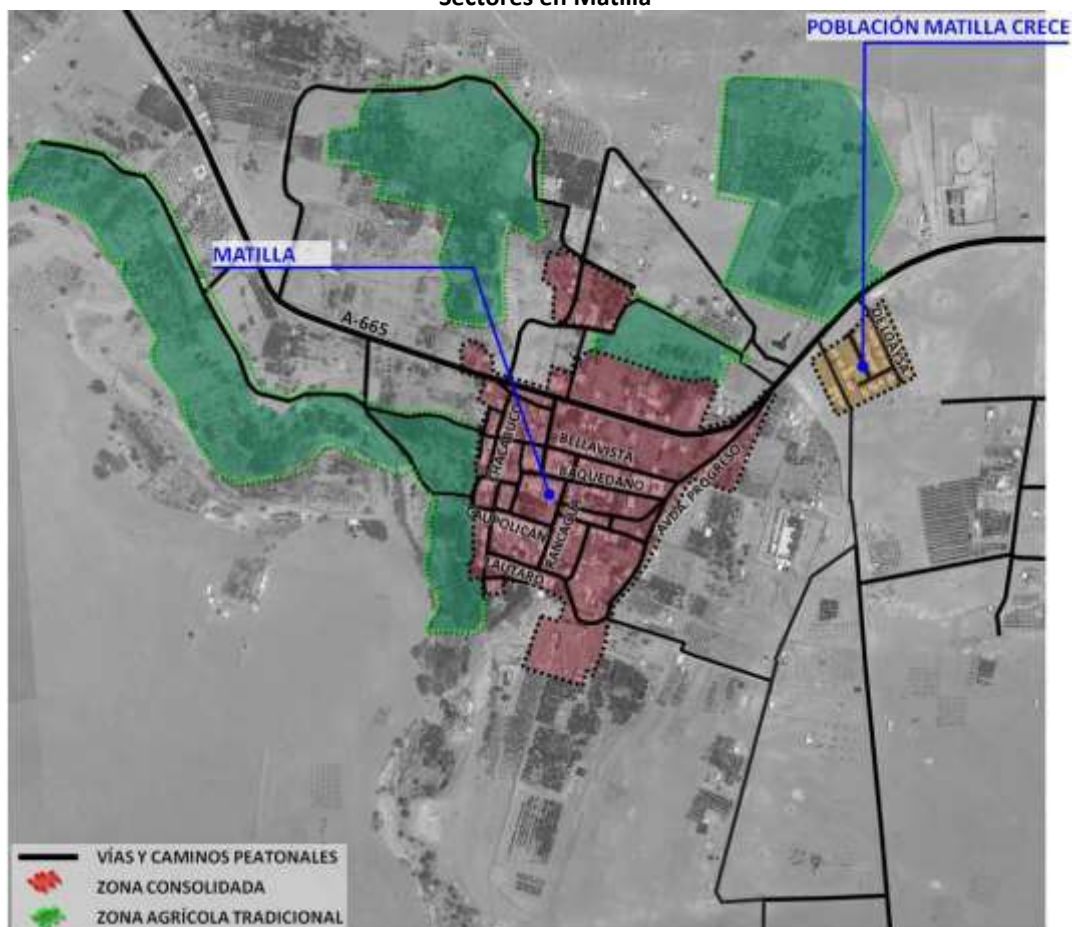 Sectores en Matilla
POBLACIÓN MATILLA CRECE
MATILLA
A-665
CHACABUCO
BELLAVISTA
BAQUEDANO
AVDA. PROGRESO
CAUPOLICAN
RANCAGUA
LAUTARO
VÍAS Y CAMINOS PEATONALES
ZONA CONSOLIDADA
ZONA AGRÍCOLA TRADICIONAL